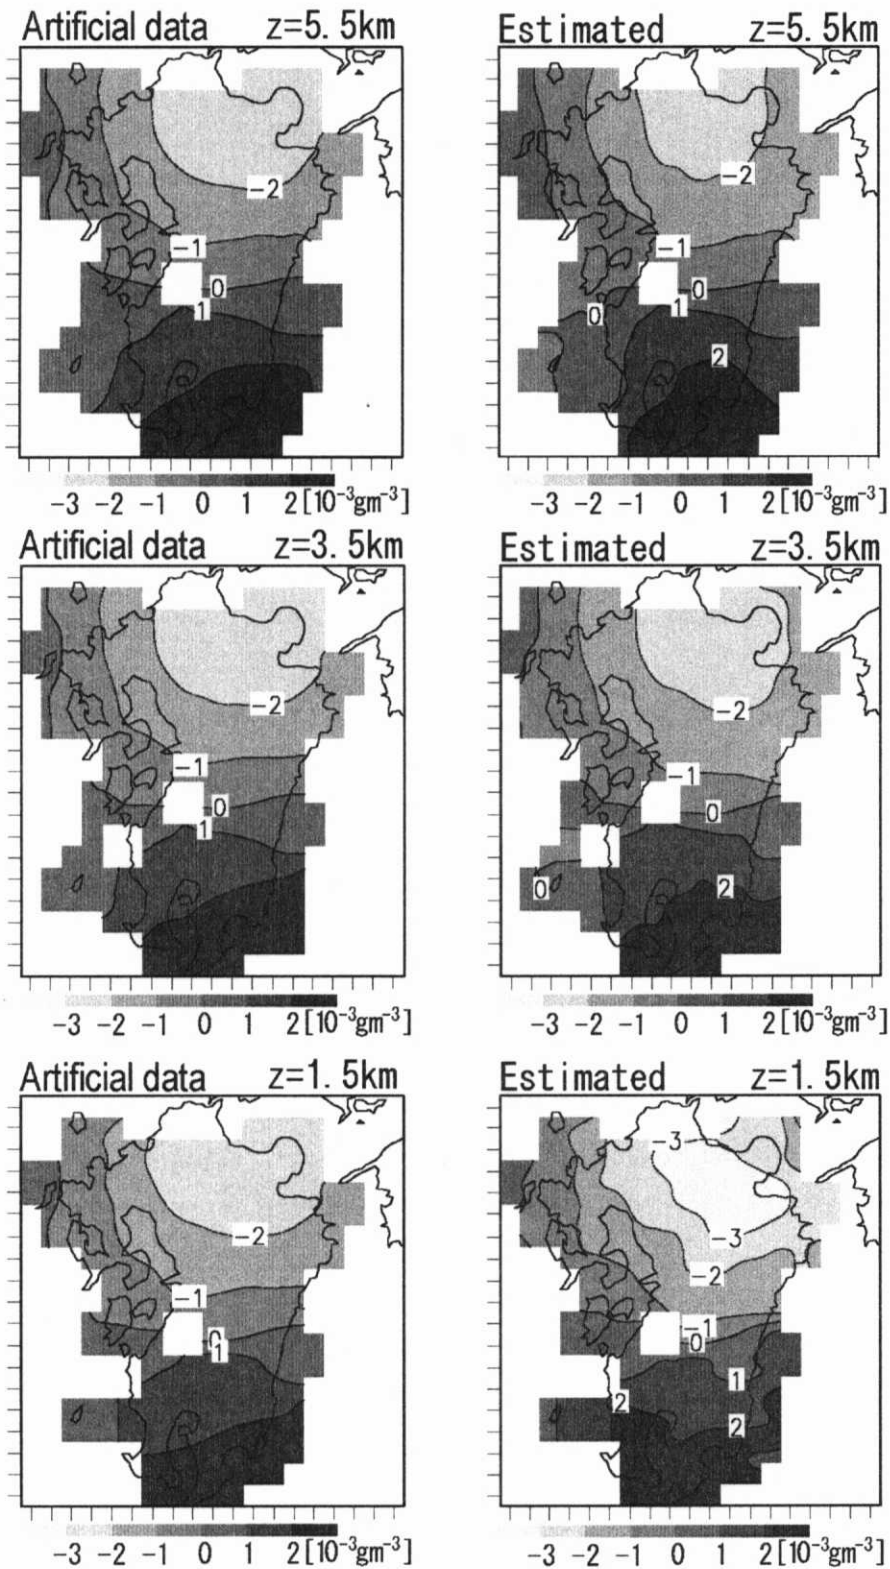 Artificial data z=5.5km
Estimated z=5.5km
-2
-1
0
1
-2
-1
0
1
0
2
-3 -2 -1 0 1 2[10⁻³gm⁻³]
-3 -2 -1 0 1 2[10⁻³gm⁻³]
Artificial data z=3.5km
Estimated z=3.5km
-2
-1
0
1
-2
-1
0
2
0
-3 -2 -1 0 1 2[10⁻³gm⁻³]
-3 -2 -1 0 1 2[10⁻³gm⁻³]
Artificial data z=1.5km
Estimated z=1.5km
-2
-1
0
1
-3
-3
-2
-1
0
1
2
2
-3 -2 -1 0 1 2[10⁻³gm⁻³]
-3 -2 -1 0 1 2[10⁻³gm⁻³]